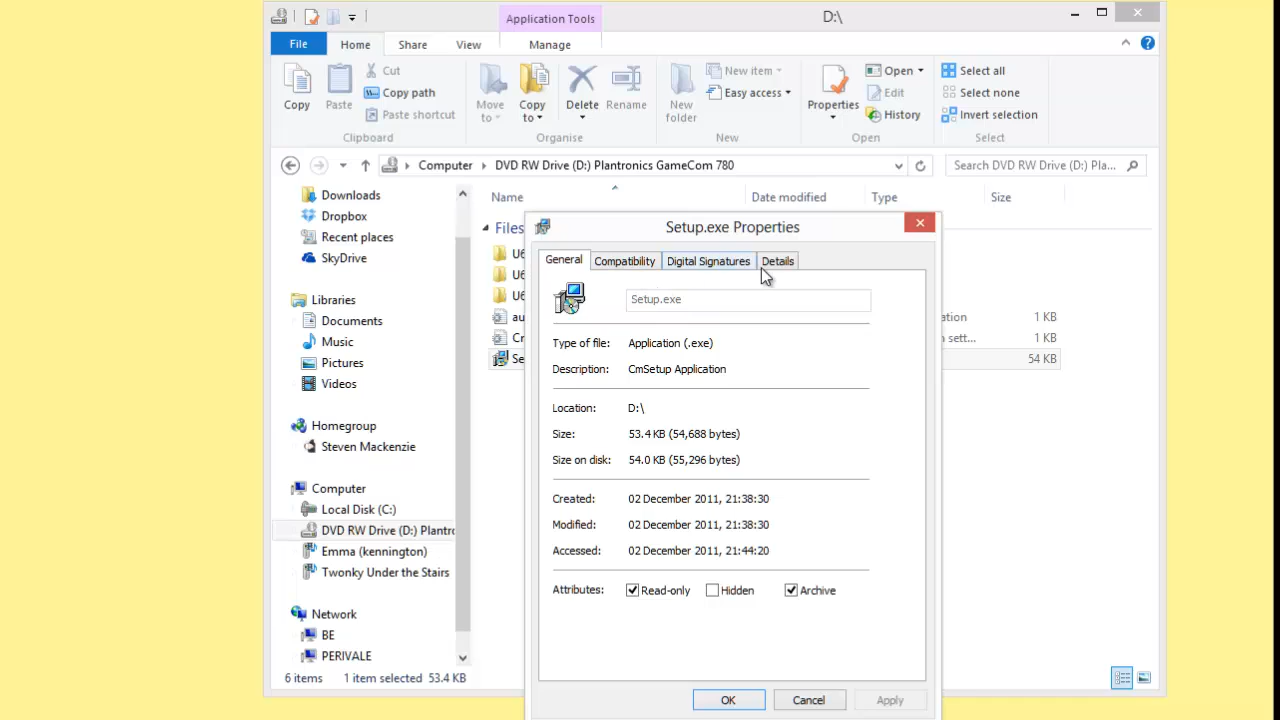 Application Tools
D:\
File
Home
Share
View
Manage
Copy
Paste
Cut
Copy path
Paste shortcut
Move to
Copy to
Delete
Rename
New folder
New item
Easy access
Properties
Open
Edit
History
Select all
Select none
Invert selection
Clipboard
Organise
New
Open
Select
Computer
DVD RW Drive (D:) Plantronics GameCom 780
Search DVD RW Drive (D:) Pla...
Name
Date modified
Type
Size
Downloads
Dropbox
Recent places
SkyDrive
Libraries
Documents
Music
Pictures
Videos
Homegroup
Steven Mackenzie
Computer
Local Disk (C:)
DVD RW Drive (D:) Plantro
Emma (kennington)
Twonky Under the Stairs
Network
BE
PERIVALE
Files
U6
U6
U6
au
ation
1 KB
Cr
sett...
1 KB
Se
54 KB
Setup.exe Properties
General
Compatibility
Digital Signatures
Details
Setup.exe
Type of file:
Application (.exe)
Description:
CmSetup Application
Location:
D:\
Size:
53.4 KB (54,688 bytes)
Size on disk:
54.0 KB (55,296 bytes)
Created:
02 December 2011, 21:38:30
Modified:
02 December 2011, 21:38:30
Accessed:
02 December 2011, 21:44:20
Attributes:
Read-only
Hidden
Archive
OK
Cancel
Apply
6 items
1 item selected 53.4 KB